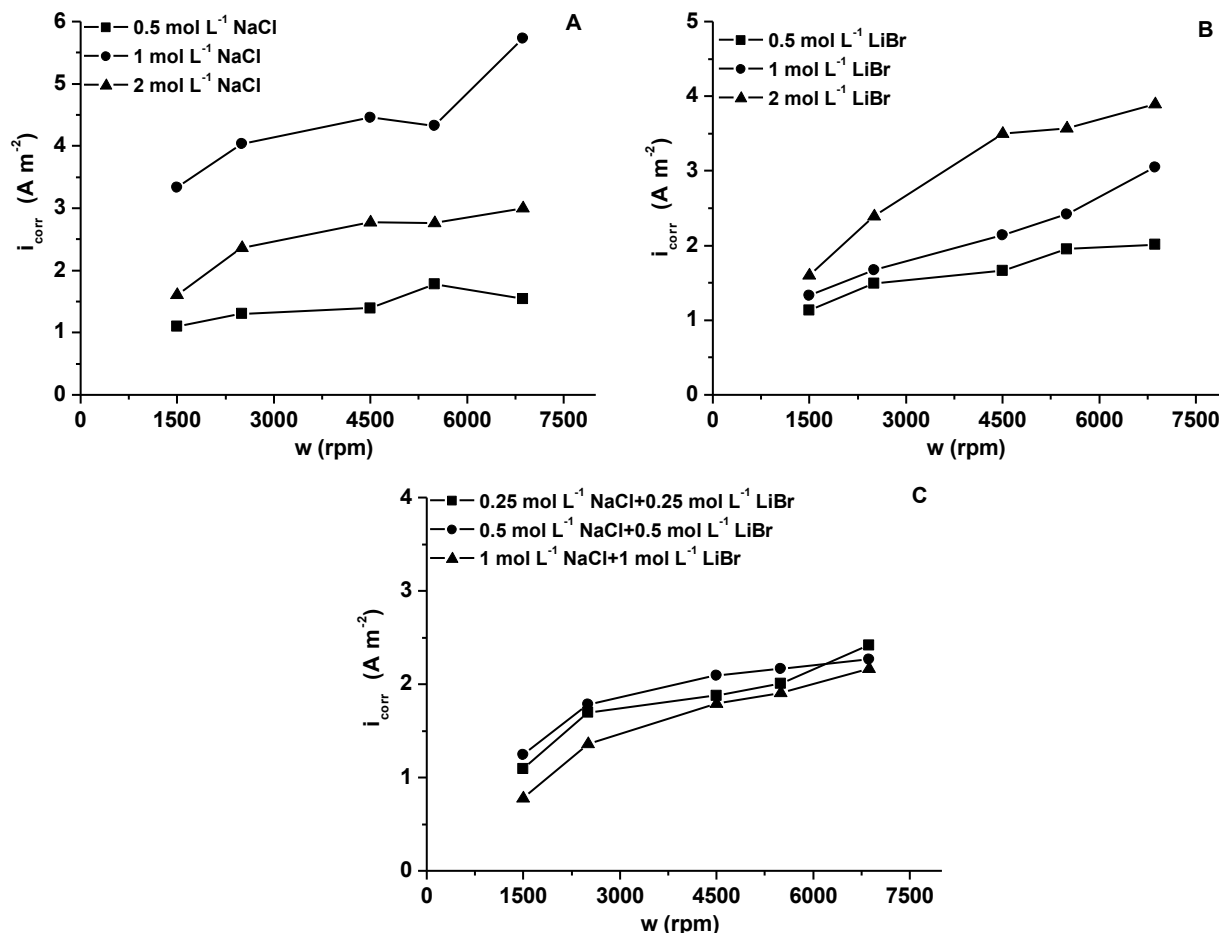 A
0.5 mol L⁻¹ NaCl
1 mol L⁻¹ NaCl
2 mol L⁻¹ NaCl
6
5
4
3
2
1
0
i_corr (A m⁻²)
0 1500 3000 4500 6000 7500
w (rpm)
B
0.5 mol L⁻¹ LiBr
1 mol L⁻¹ LiBr
2 mol L⁻¹ LiBr
5
4
3
2
1
0
i_corr (A m⁻²)
0 1500 3000 4500 6000 7500
w (rpm)
C
0.25 mol L⁻¹ NaCl+0.25 mol L⁻¹ LiBr
0.5 mol L⁻¹ NaCl+0.5 mol L⁻¹ LiBr
1 mol L⁻¹ NaCl+1 mol L⁻¹ LiBr
4
3
2
1
0
i_corr (A m⁻²)
0 1500 3000 4500 6000 7500
w (rpm)